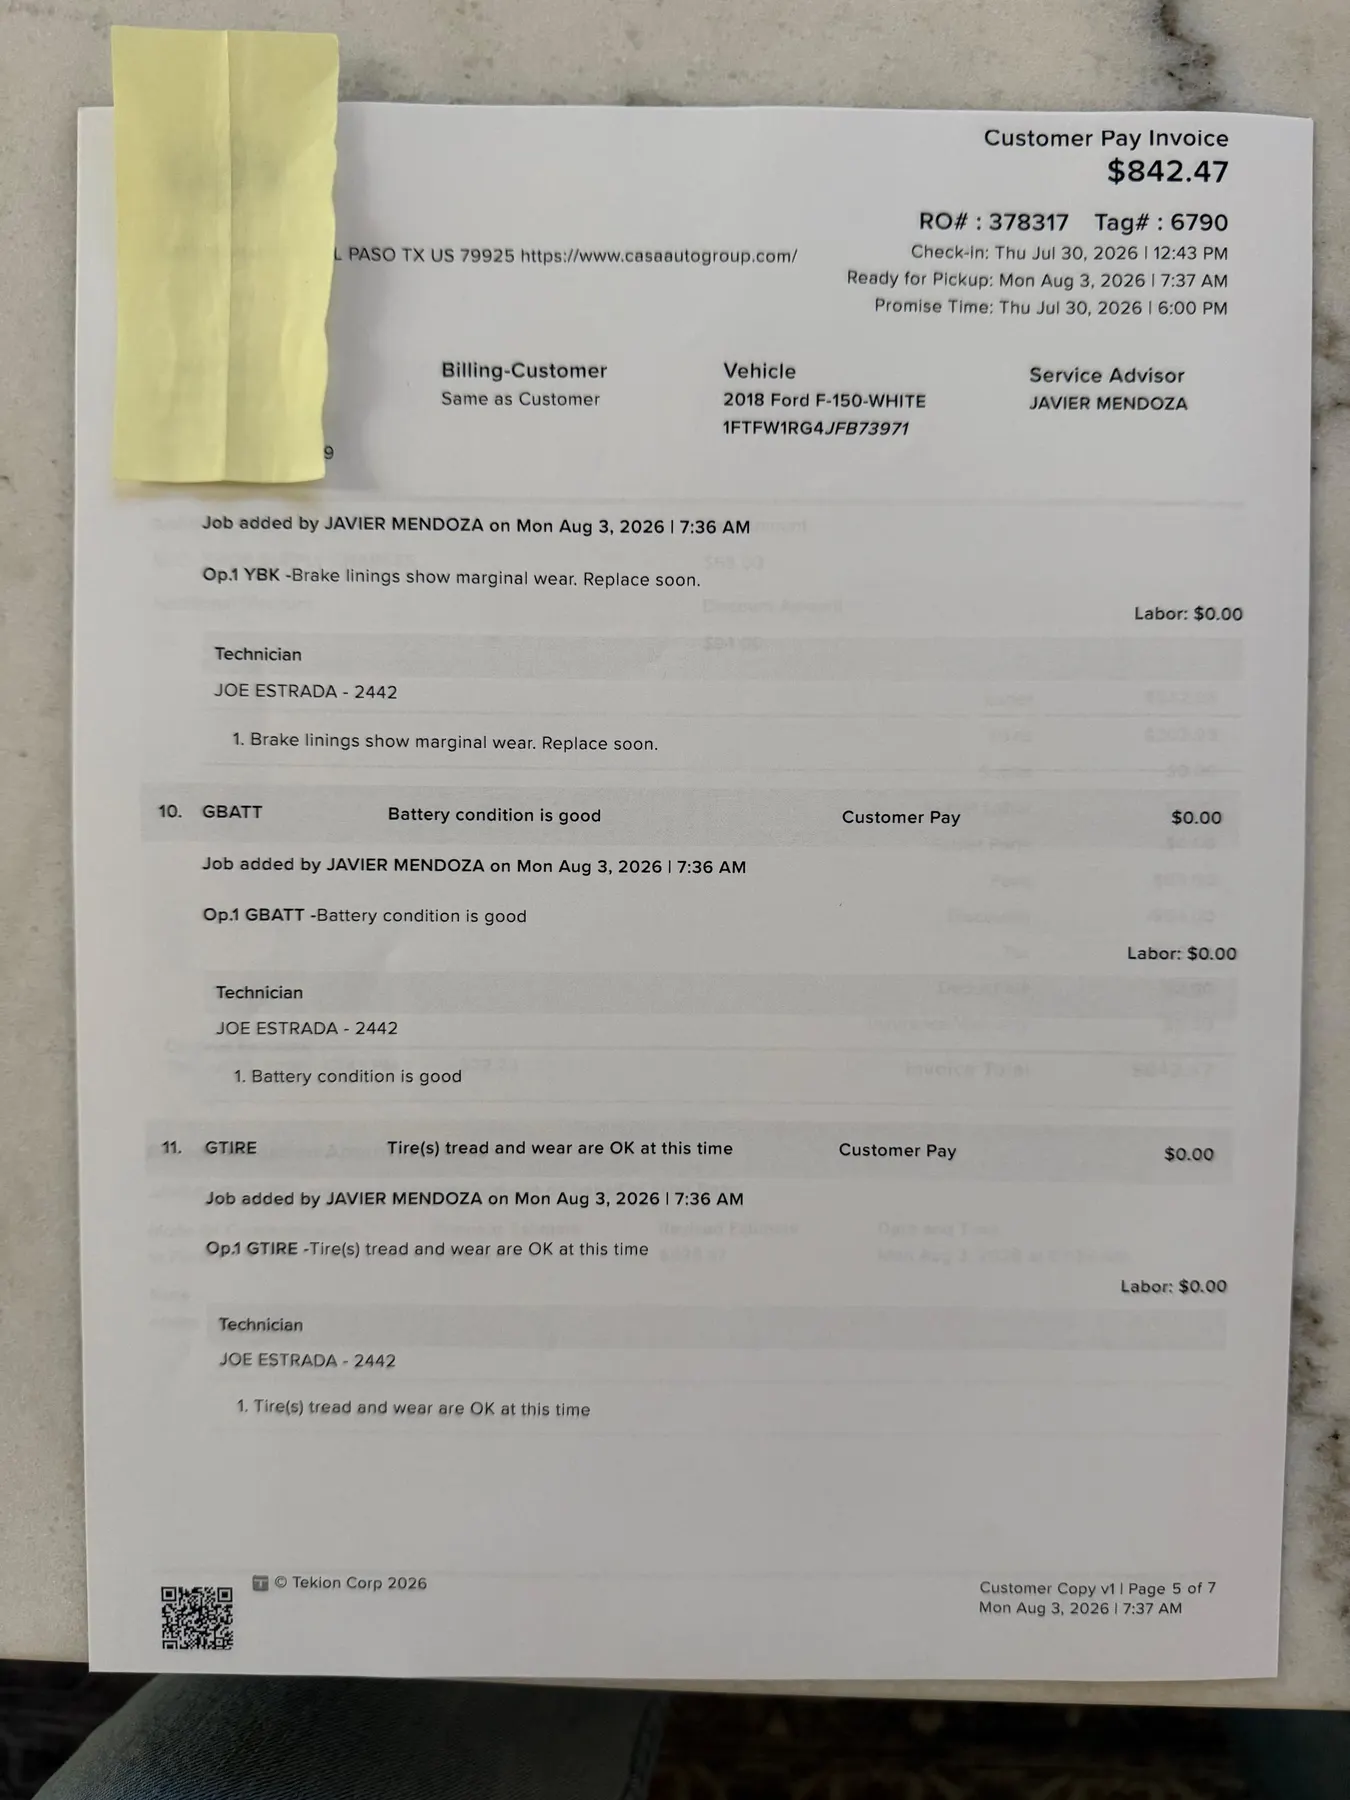 Customer Pay Invoice
$842.47
RO# : 378317 Tag# : 6790
L PASO TX US 79925 https://www.casaautogroup.com/
Check-in: Thu Jul 30, 2026 | 12:43 PM
Ready for Pickup: Mon Aug 3, 2026 | 7:37 AM
Promise Time: Thu Jul 30, 2026 | 6:00 PM
Billing-Customer
Same as Customer
Vehicle
2018 Ford F-150-WHITE
1FTFW1RG4JFB73971
Service Advisor
JAVIER MENDOZA
9
Job added by JAVIER MENDOZA on Mon Aug 3, 2026 | 7:36 AM
Op.1 YBK -Brake linings show marginal wear. Replace soon.
Labor: $0.00
Technician
JOE ESTRADA - 2442
1. Brake linings show marginal wear. Replace soon.
10. GBATT Battery condition is good Customer Pay $0.00
Job added by JAVIER MENDOZA on Mon Aug 3, 2026 | 7:36 AM
Op.1 GBATT -Battery condition is good
Labor: $0.00
Technician
JOE ESTRADA - 2442
1. Battery condition is good
11. GTIRE Tire(s) tread and wear are OK at this time Customer Pay $0.00
Job added by JAVIER MENDOZA on Mon Aug 3, 2026 | 7:36 AM
Op.1 GTIRE -Tire(s) tread and wear are OK at this time
Labor: $0.00
Technician
JOE ESTRADA - 2442
1. Tire(s) tread and wear are OK at this time
© Tekion Corp 2026
Customer Copy v1 | Page 5 of 7
Mon Aug 3, 2026 | 7:37 AM